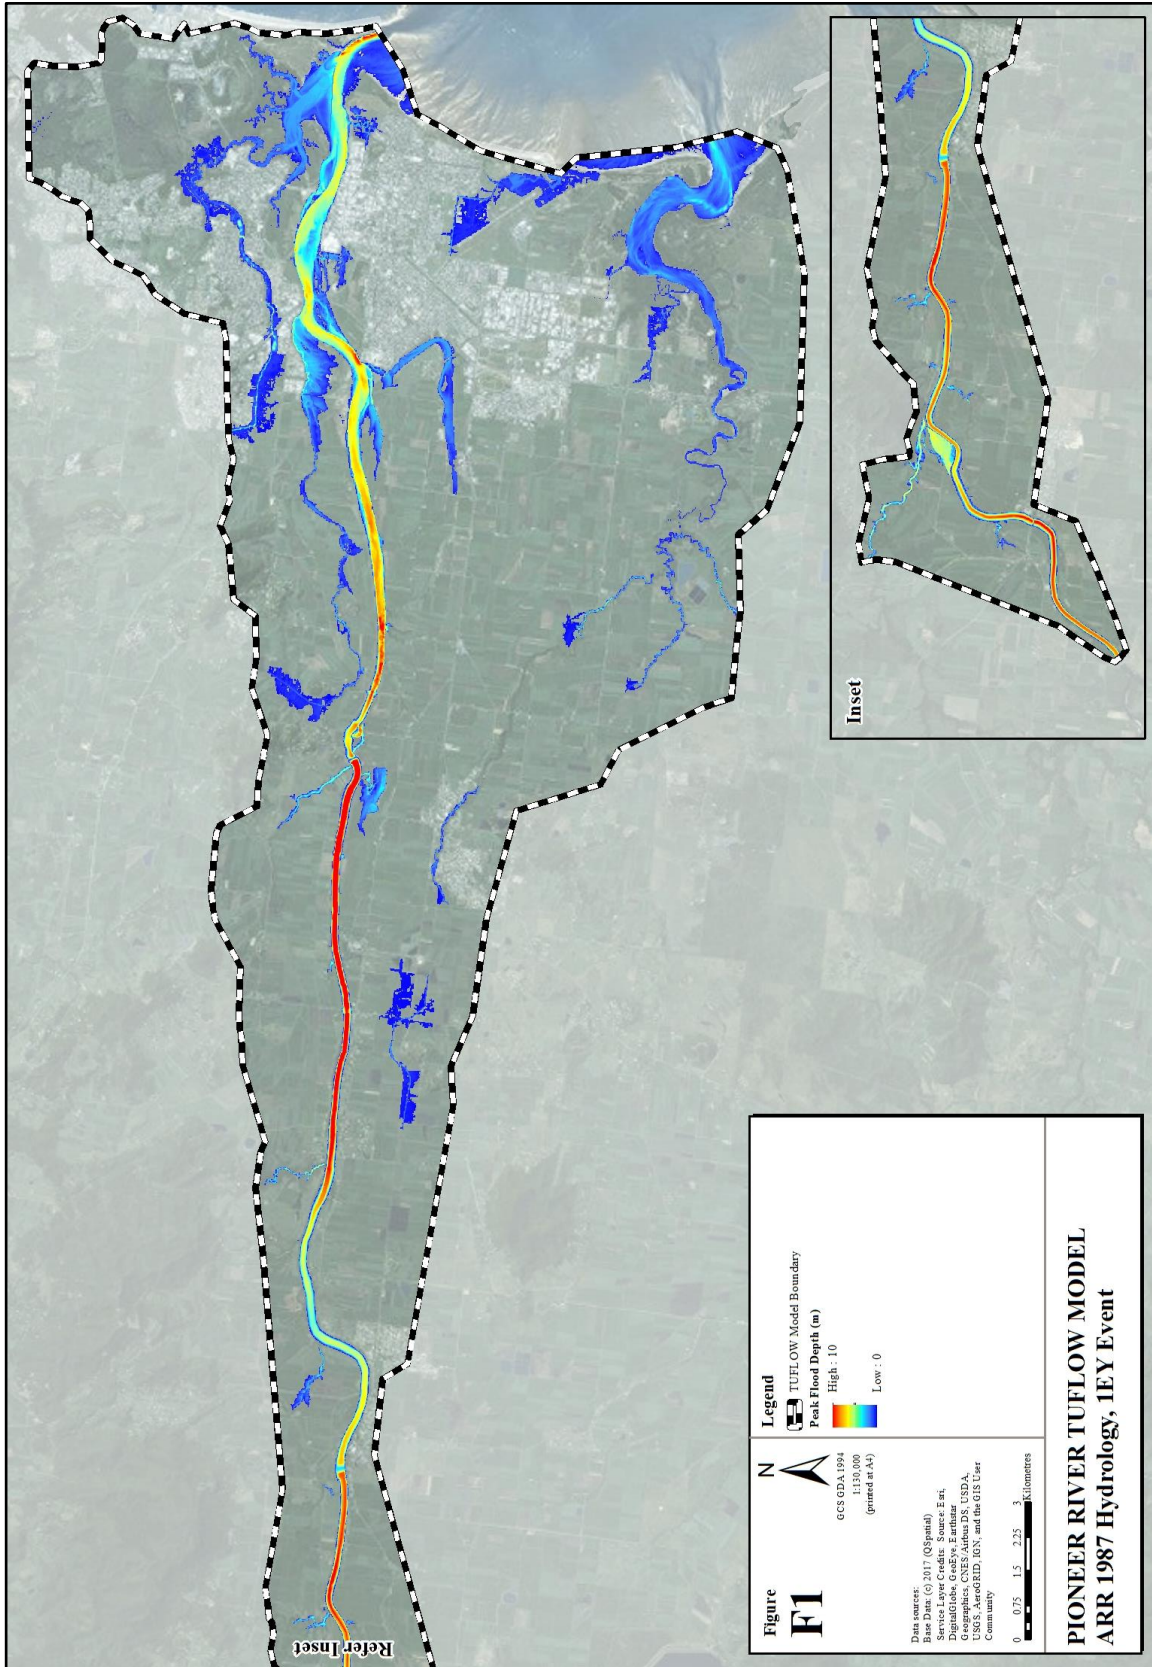 Refer Inset
Inset
Figure
F1
N
GCS GDA 1994
1:130,000
(printed at A4)
Data sources:
Base Data: (c) 2017 (QSpatial)
Service Layer Credits: Source: Esri,
DigitalGlobe, GeoEye, Earthstar
Geographics, CNES/Airbus DS, USDA,
USGS, AeroGRID, IGN, and the GIS User
Community
0 0.75 1.5 2.25 3
Kilometres
Legend
TUFLOW Model Boundary
Peak Flood Depth (m)
High : 10
Low : 0
PIONEER RIVER TUFLOW MODEL
ARR 1987 Hydrology, 1EY Event